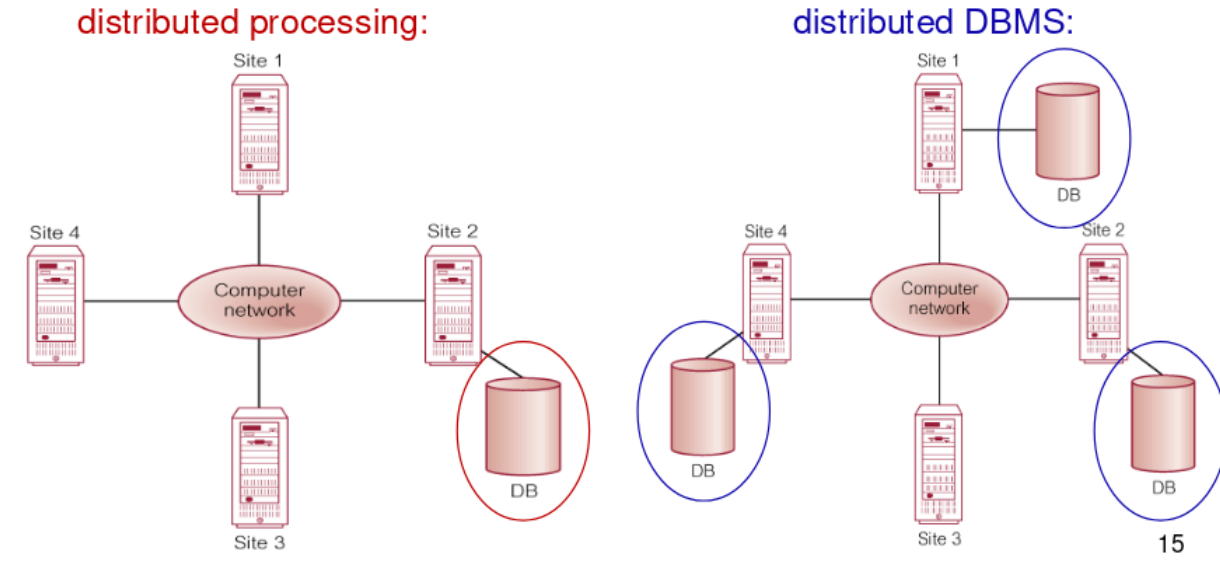 distributed processing:
Site 1
Site 4
Site 2
Computer
network
DB
Site 3
distributed DBMS:
Site 1
DB
Site 4
Site 2
Computer
network
DB
DB
Site 3
15